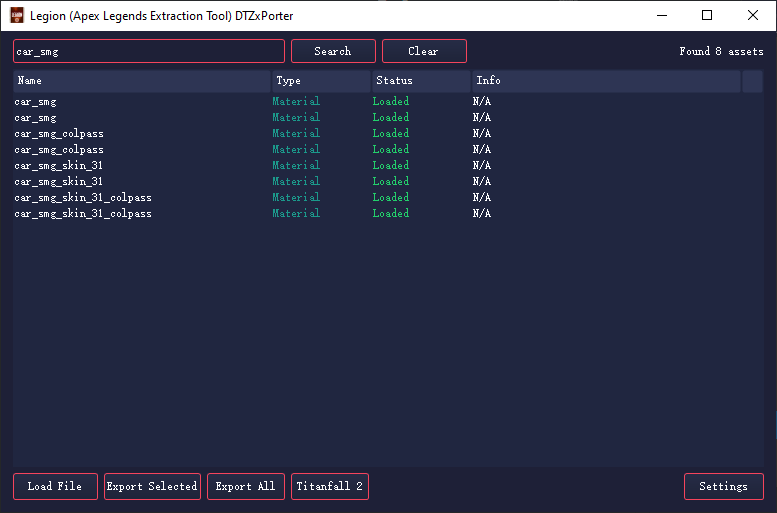 Legion (Apex Legends Extraction Tool) DTZxPorter
car_smg Search Clear Found 8 assets
Name Type Status Info
car_smg Material Loaded N/A
car_smg Material Loaded N/A
car_smg_colpass Material Loaded N/A
car_smg_colpass Material Loaded N/A
car_smg_skin_31 Material Loaded N/A
car_smg_skin_31 Material Loaded N/A
car_smg_skin_31_colpass Material Loaded N/A
car_smg_skin_31_colpass Material Loaded N/A
Load File Export Selected Export All Titanfall 2 Settings